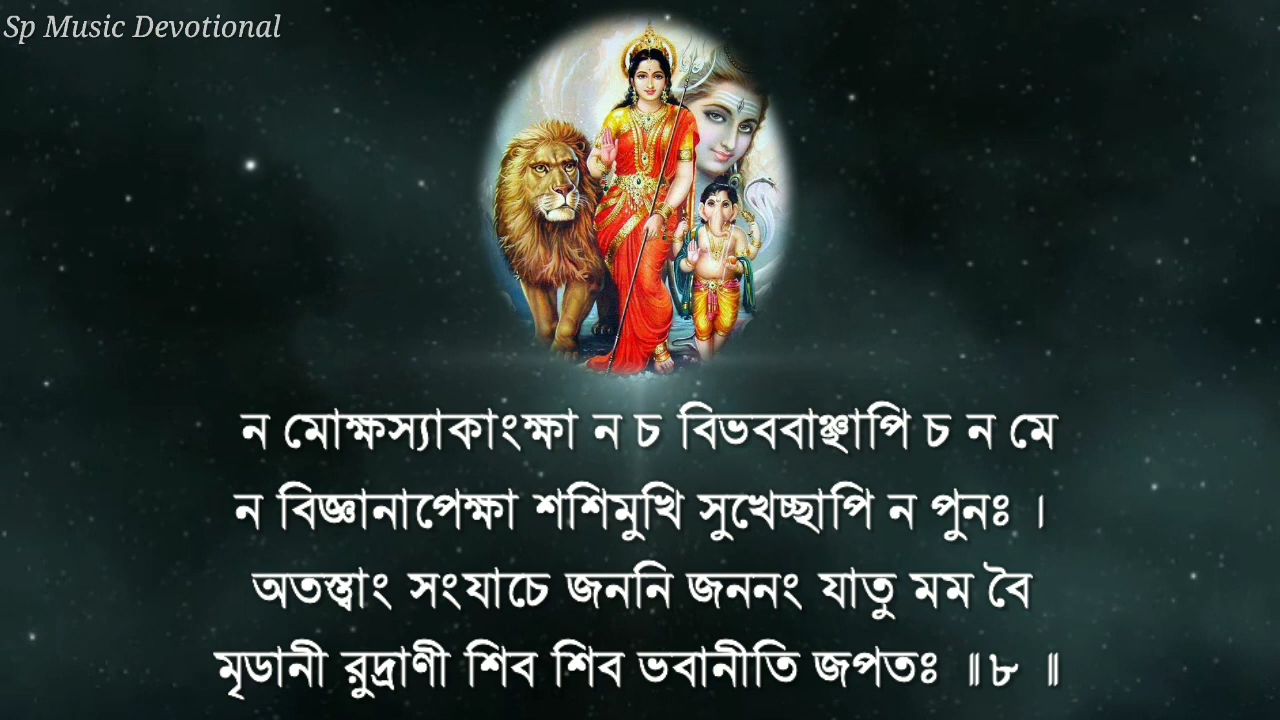 Sp Music Devotional
ন মোক্ষস্যাকাংক্ষা ন চ বিভববাঞ্ছাপি চ ন মে
ন বিজ্ঞানাপেক্ষা শশিমুখি সুখেচ্ছাপি ন পুনঃ ।
অতস্ত্বাং সংযাচে জননি জননং যাতু মম বৈ
মৃডানী রুদ্রাণী শিব শিব ভবানীতি জপতঃ ॥৮ ॥